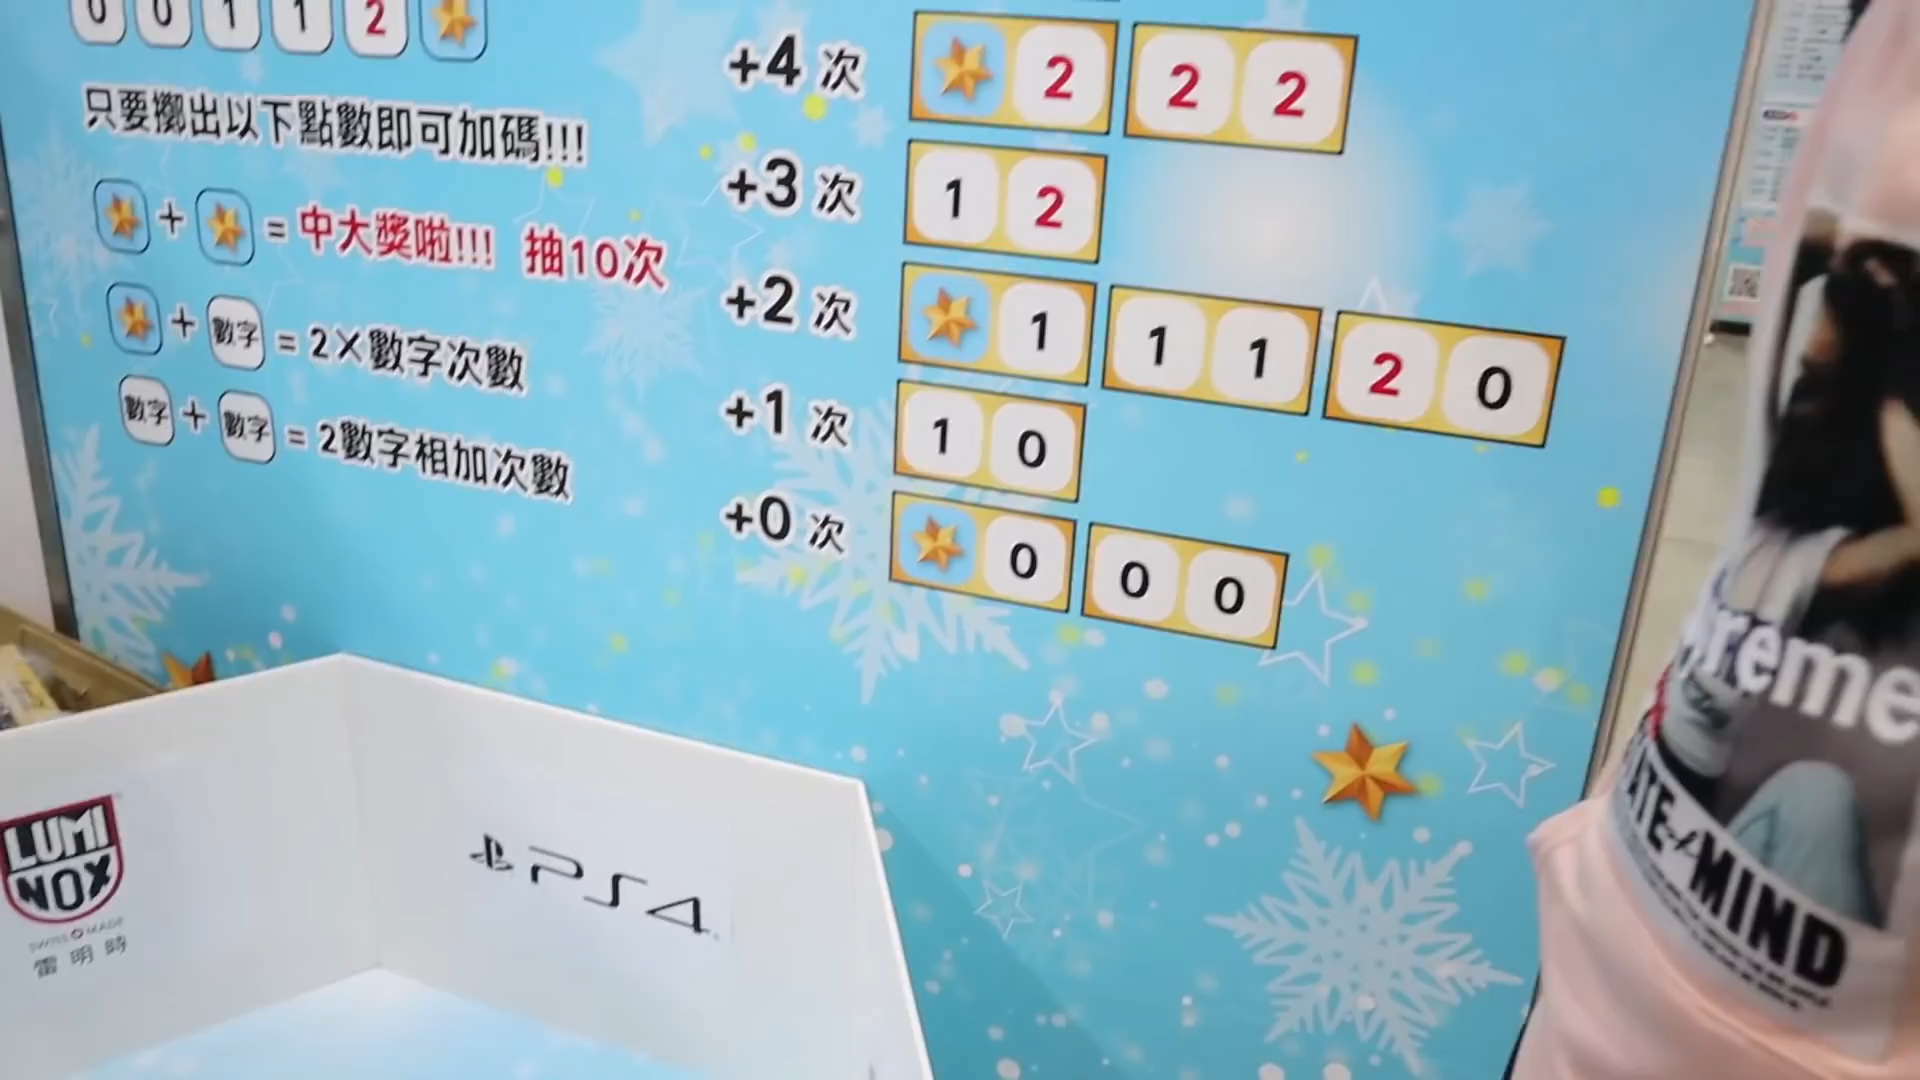 0 0 1 1 2
只要擲出以下點數即可加碼!!!
+ = 中大獎啦!!! 抽10次
+ 數字 = 2×數字次數
數字 + 數字 = 2數字相加次數
+4 次 2 2 2
+3 次 1 2
+2 次 1 1 1 2 0
+1 次 1 0
+0 次 0 0 0
LUMI
NOX
SWISS MADE
雷明時
PS4
reme
ATE of MIND